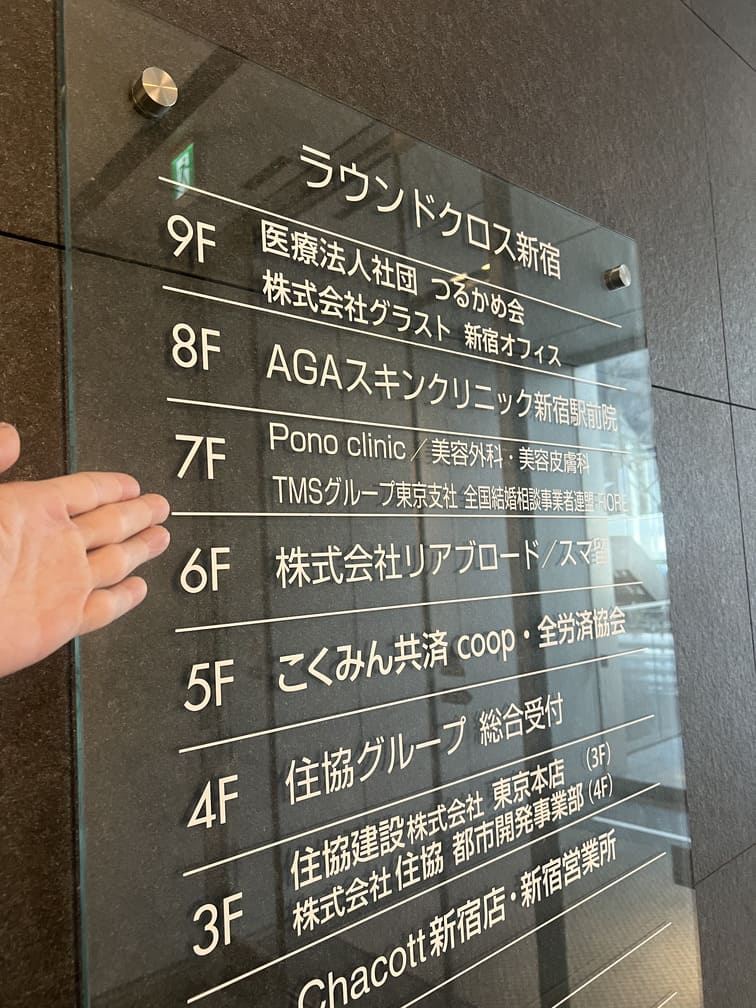 ラウンドクロス新宿
9F 医療法人社団 つるかめ会
株式会社グラスト 新宿オフィス
8F AGAスキンクリニック新宿駅前院
7F Pono clinic／美容外科・美容皮膚科
TMSグループ東京支社 全国結婚相談事業者連盟・FIORE
6F 株式会社リアブロード／スマ留
5F こくみん共済 coop・全労済協会
4F 住協グループ 総合受付
住協建設株式会社 東京本店 (3F)
3F 株式会社住協 都市開発事業部 (4F)
Chacott新宿店・新宿営業所